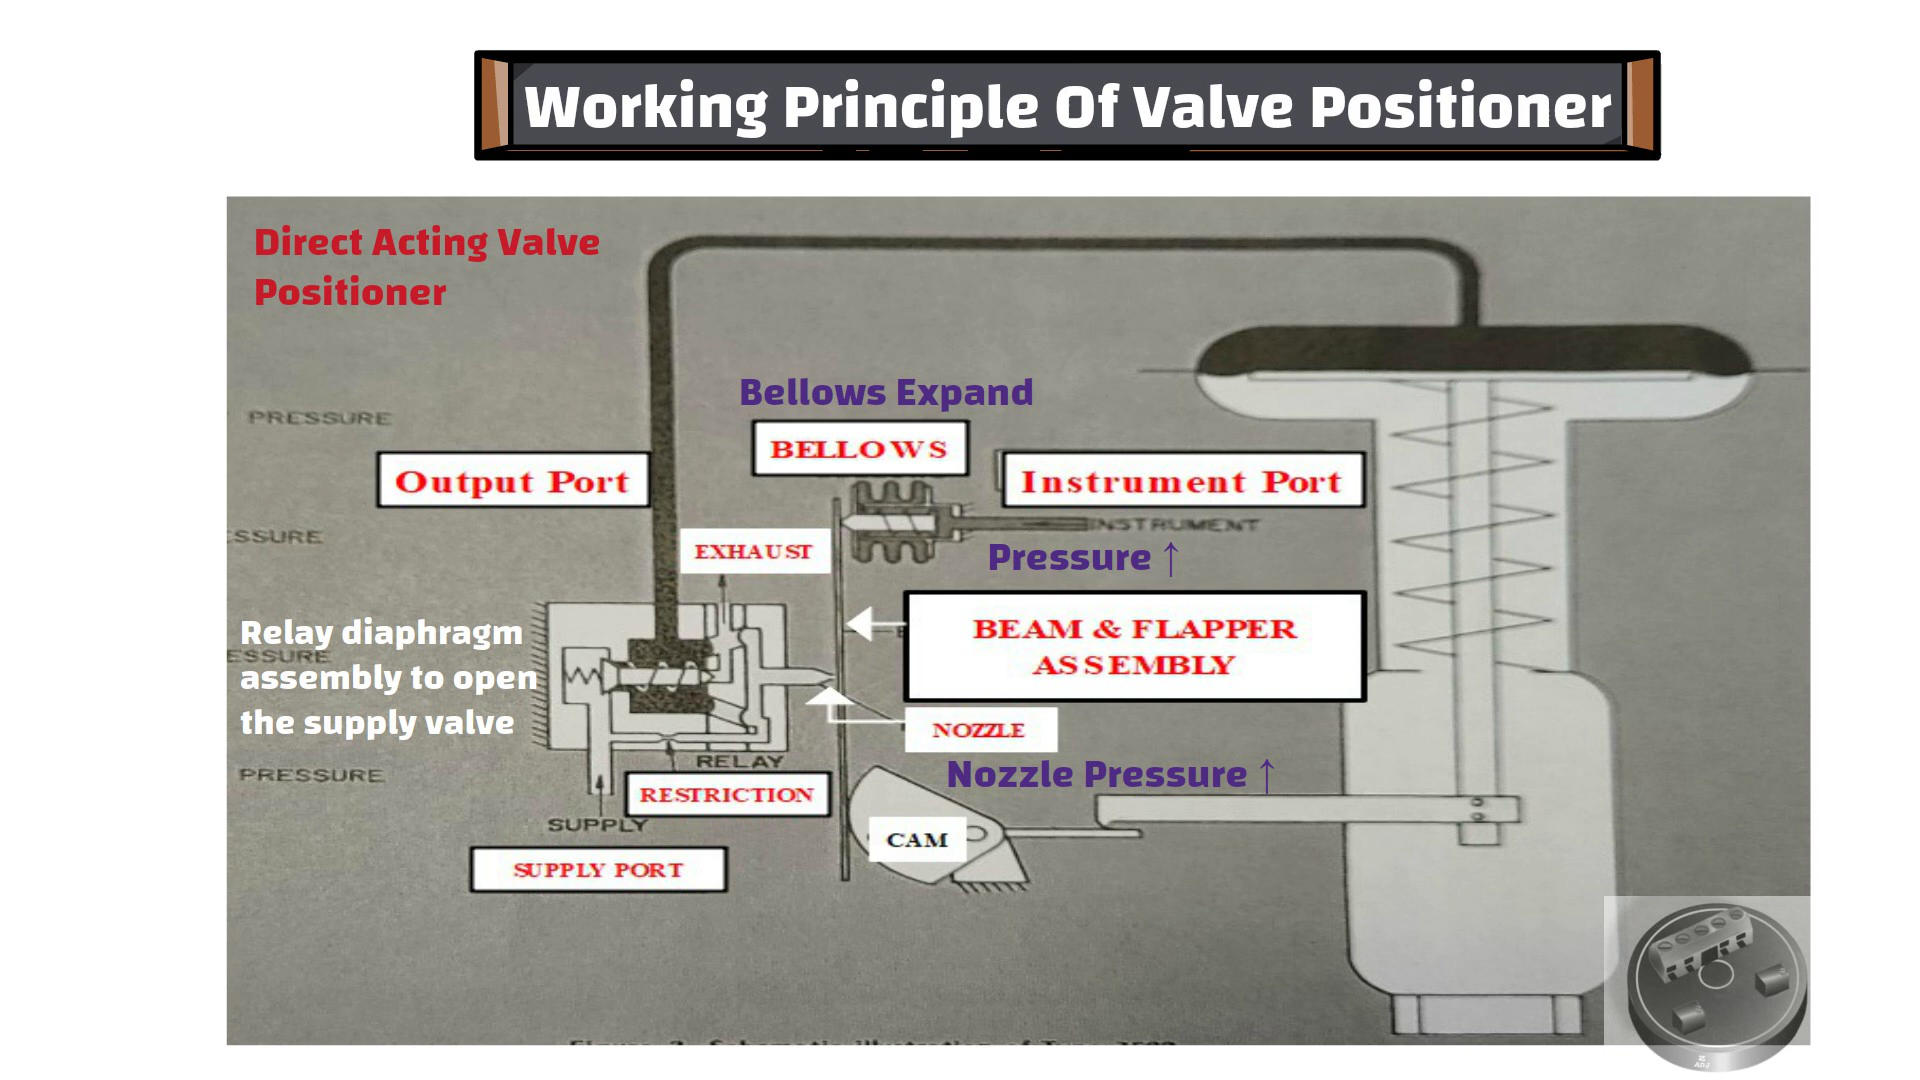 Working Principle Of Valve Positioner
Direct Acting Valve
Positioner
Bellows Expand
PRESSURE
BELLOWS
Output Port
Instrument Port
INSTRUMENT
SSURE
EXHAUST
Pressure ↑
BEAM & FLAPPER
ASSEMBLY
Relay diaphragm
ESSURE
assembly to open
the supply valve
NOZZLE
RELAY
PRESSURE
Nozzle Pressure ↑
RESTRICTION
SUPPLY
CAM
SUPPLY PORT